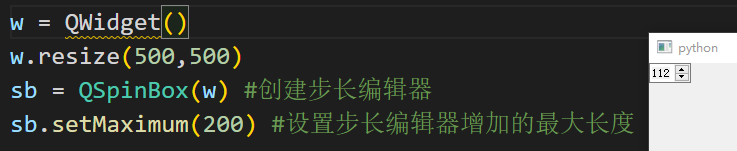 w = QWidget()
w.resize(500,500)
sb = QSpinBox(w) #创建步长编辑器
sb.setMaximum(200) #设置步长编辑器增加的最大长度
python
112